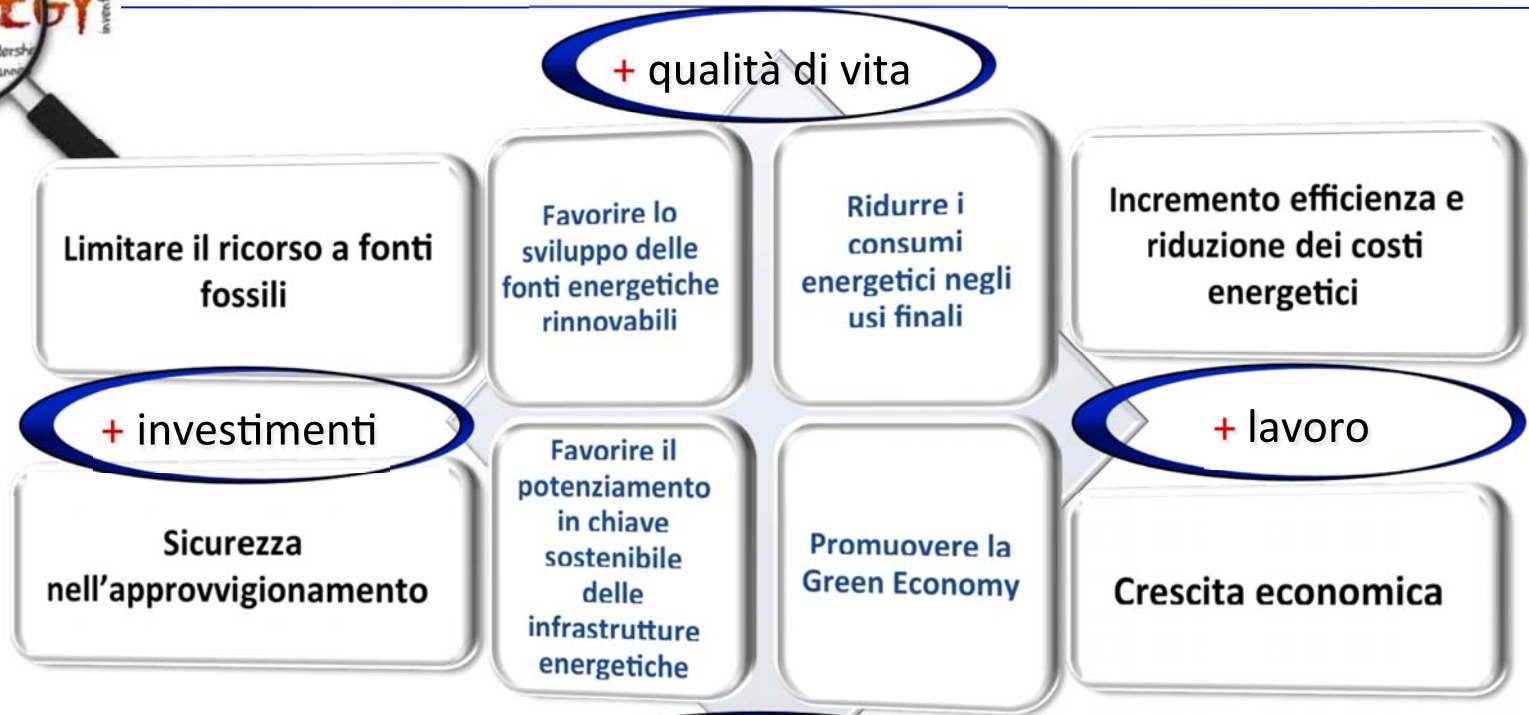 + qualità di vita
Limitare il ricorso a fonti
fossili
Favorire lo
sviluppo delle
fonti energetiche
rinnovabili
Ridurre i
consumi
energetici negli
usi finali
Incremento efficienza e
riduzione dei costi
energetici
+ investimenti
+ lavoro
Sicurezza
nell’approvvigionamento
Favorire il
potenziamento
in chiave
sostenibile
delle
infrastrutture
energetiche
Promuovere la
Green Economy
Crescita economica